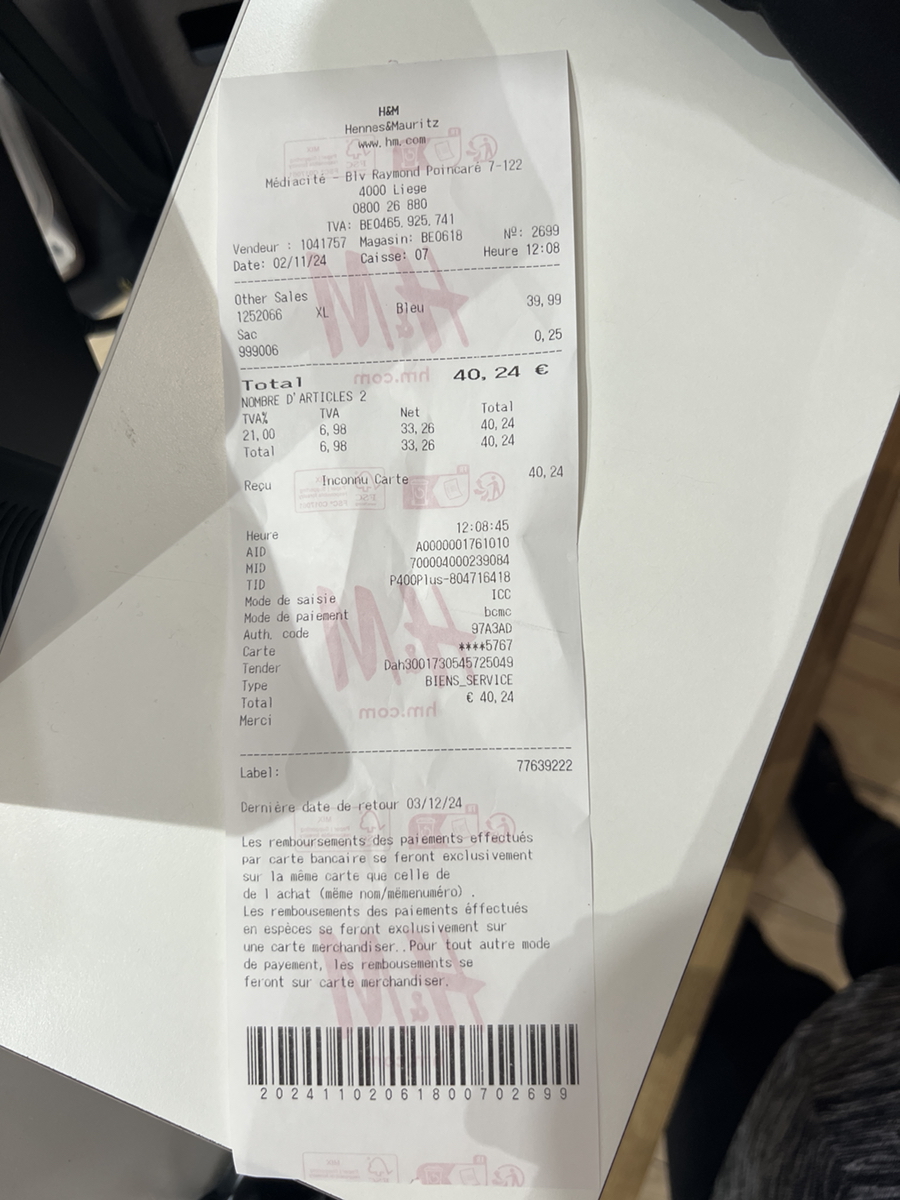 H&M
Hennes&Mauritz
www.hm.com
Médiacité - Blv Raymond Poincaré 7-122
4000 Liege
0800 26 880
TVA: BE0465.925.741
Vendeur : 1041757 Magasin: BE0618 Nº: 2699
Date: 02/11/24 Caisse: 07 Heure 12:08
Other Sales
1252066 XL Bleu 39,99
Sac
999006 0,25
Total 40,24 €
NOMBRE D'ARTICLES 2
TVA% TVA Net Total
21,00 6,98 33,26 40,24
Total 6,98 33,26 40,24
Reçu Inconnu Carte 40,24
Heure 12:08:45
AID A0000001761010
MID 700004000239084
TID P400Plus-804716418
Mode de saisie ICC
Mode de paiement bcmc
Auth. code 97A3AD
Carte ****5767
Tender Dah3001730545725049
Type BIENS_SERVICE
Total € 40,24
Merci
Label: 77639222
Dernière date de retour 03/12/24
Les remboursements des paiements effectués
par carte bancaire se feront exclusivement
sur la même carte que celle de
de l achat (même nom/mêmenuméro) .
Les rembousements des paiements éffectués
en espèces se feront exclusivement sur
une carte merchandiser..Pour tout autre mode
de payement, les rembousements se
feront sur carte merchandiser.
20241102061800702699
H&M
hm.com
H&M
hm.com
H&M